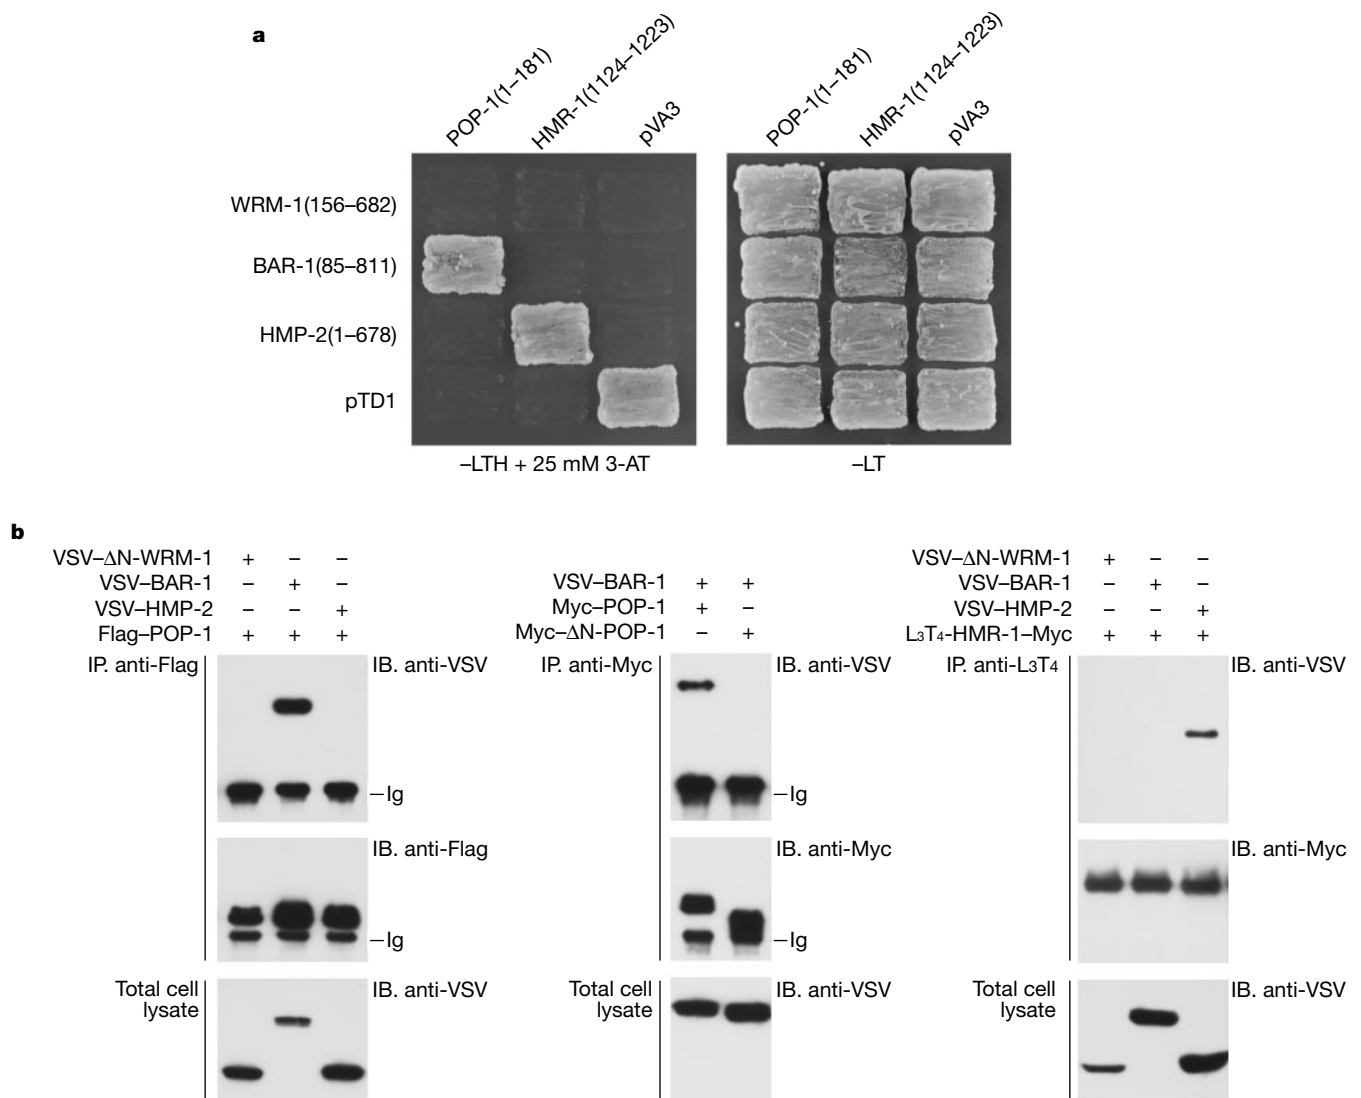 a
POP-1(1–181)
HMR-1(1124–1223)
pVA3
POP-1(1–181)
HMR-1(1124–1223)
pVA3
WRM-1(156–682)
BAR-1(85–811)
HMP-2(1–678)
pTD1
–LTH + 25 mM 3-AT
–LT
b
VSV–ΔN-WRM-1 + – –
VSV–BAR-1 – + –
VSV–HMP-2 – – +
Flag–POP-1 + + +
IP. anti-Flag
IB. anti-VSV
–Ig
IB. anti-Flag
–Ig
Total cell
lysate
IB. anti-VSV
VSV–BAR-1 + +
Myc–POP-1 + –
Myc–ΔN-POP-1 – +
IP. anti-Myc
IB. anti-VSV
–Ig
IB. anti-Myc
–Ig
Total cell
lysate
IB. anti-VSV
VSV–ΔN-WRM-1 + – –
VSV–BAR-1 – + –
VSV–HMP-2 – – +
L3T4-HMR-1–Myc + + +
IP. anti-L3T4
IB. anti-VSV
IB. anti-Myc
Total cell
lysate
IB. anti-VSV